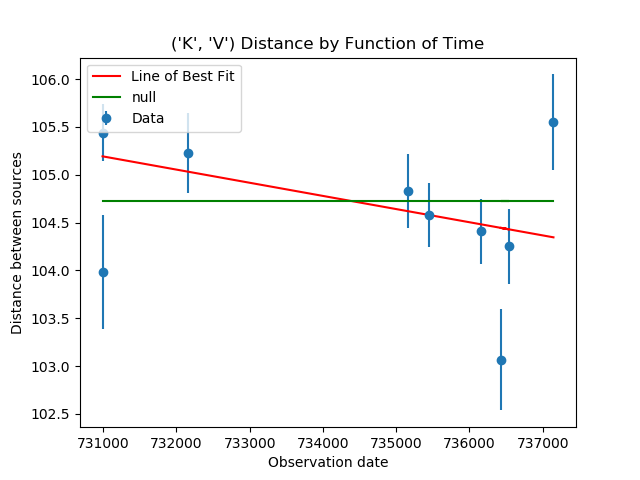 ('K', 'V') Distance by Function of Time
Line of Best Fit
null
Data
106.0
105.5
105.0
104.5
104.0
103.5
103.0
102.5
Distance between sources
731000 732000 733000 734000 735000 736000 737000
Observation date